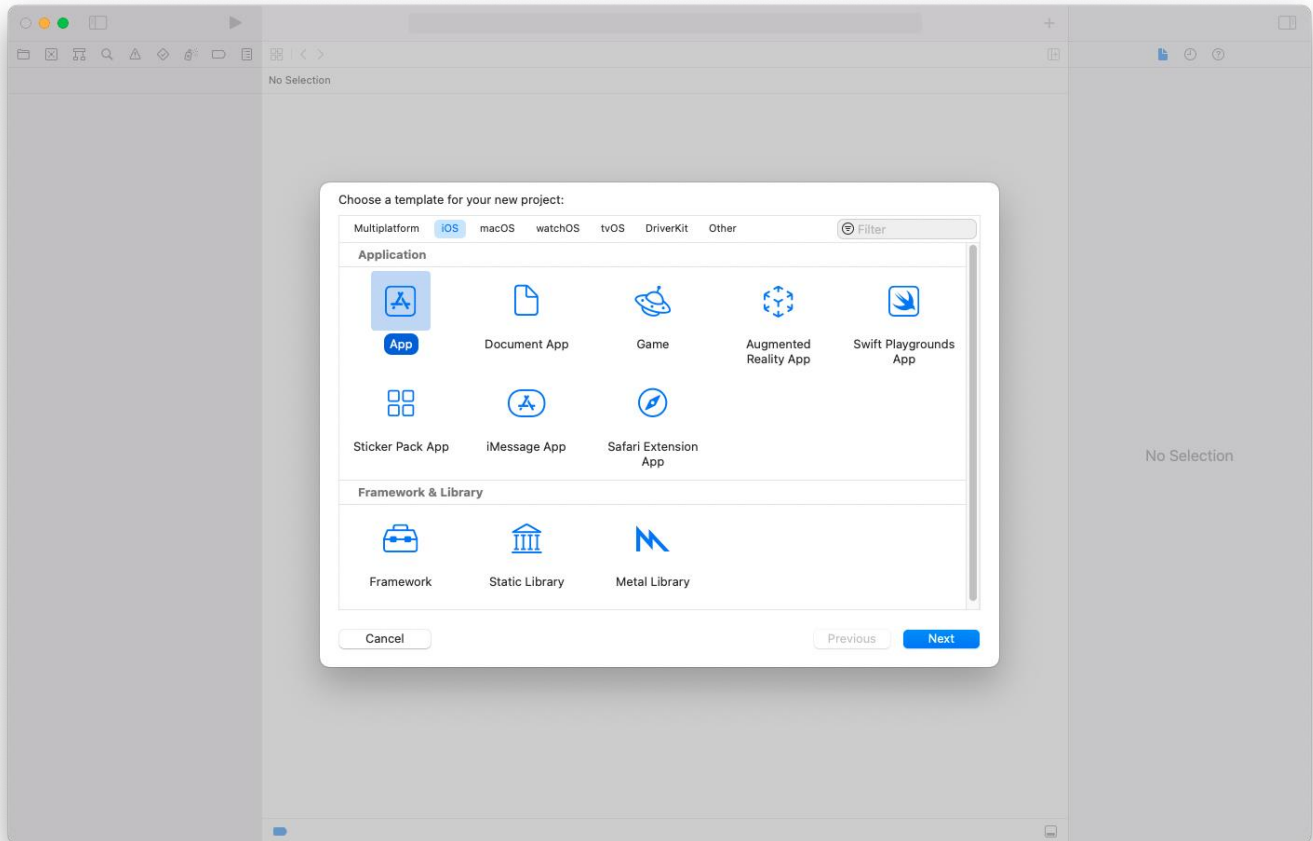 No Selection
Choose a template for your new project:
Multiplatform iOS macOS watchOS tvOS DriverKit Other Filter
Application
App Document App Game Augmented Reality App Swift Playgrounds App
Sticker Pack App iMessage App Safari Extension App
No Selection
Framework & Library
Framework Static Library Metal Library
Cancel Previous Next